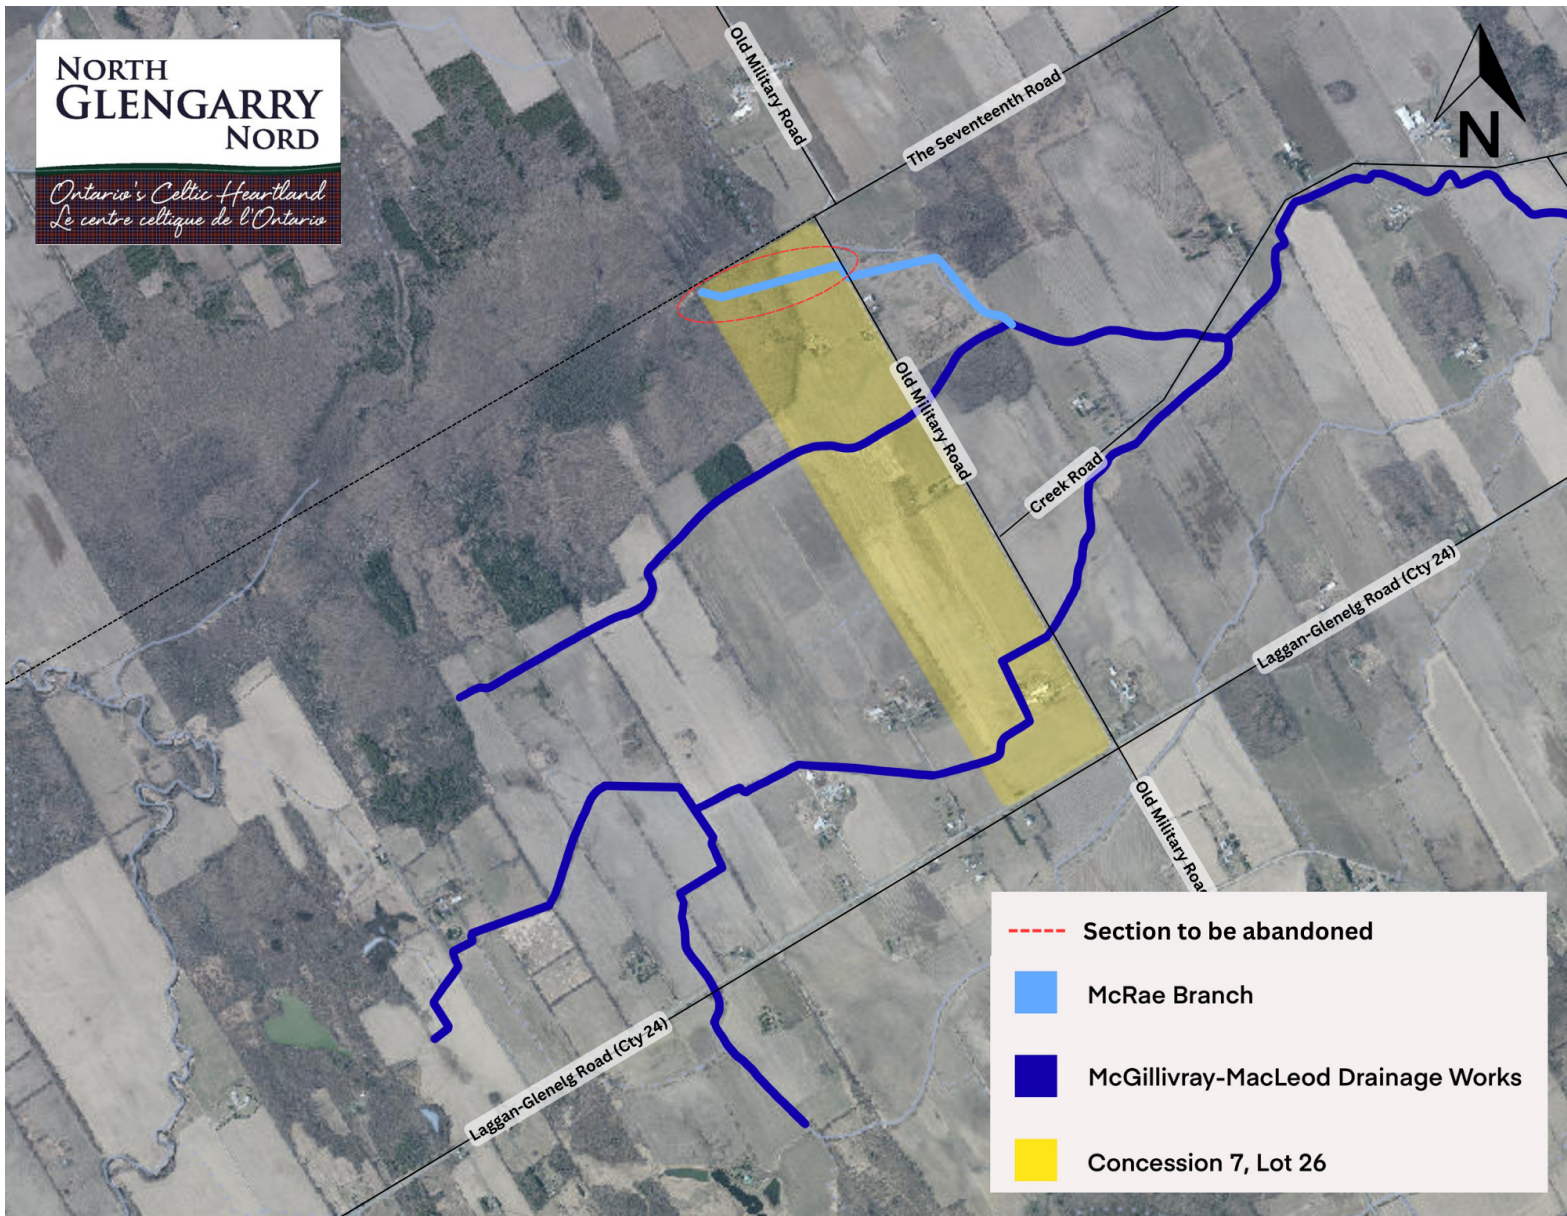 NORTH
GLENGARRY
NORD
Ontario's Celtic Heartland
Le centre celtique de l'Ontario
Old Military Road
The Seventeenth Road
N
Old Military Road
Creek Road
Laggan-Glenelg Road (Cty 24)
Old Military Road
Laggan-Glenelg Road (Cty 24)
Section to be abandoned
McRae Branch
McGillivray-MacLeod Drainage Works
Concession 7, Lot 26